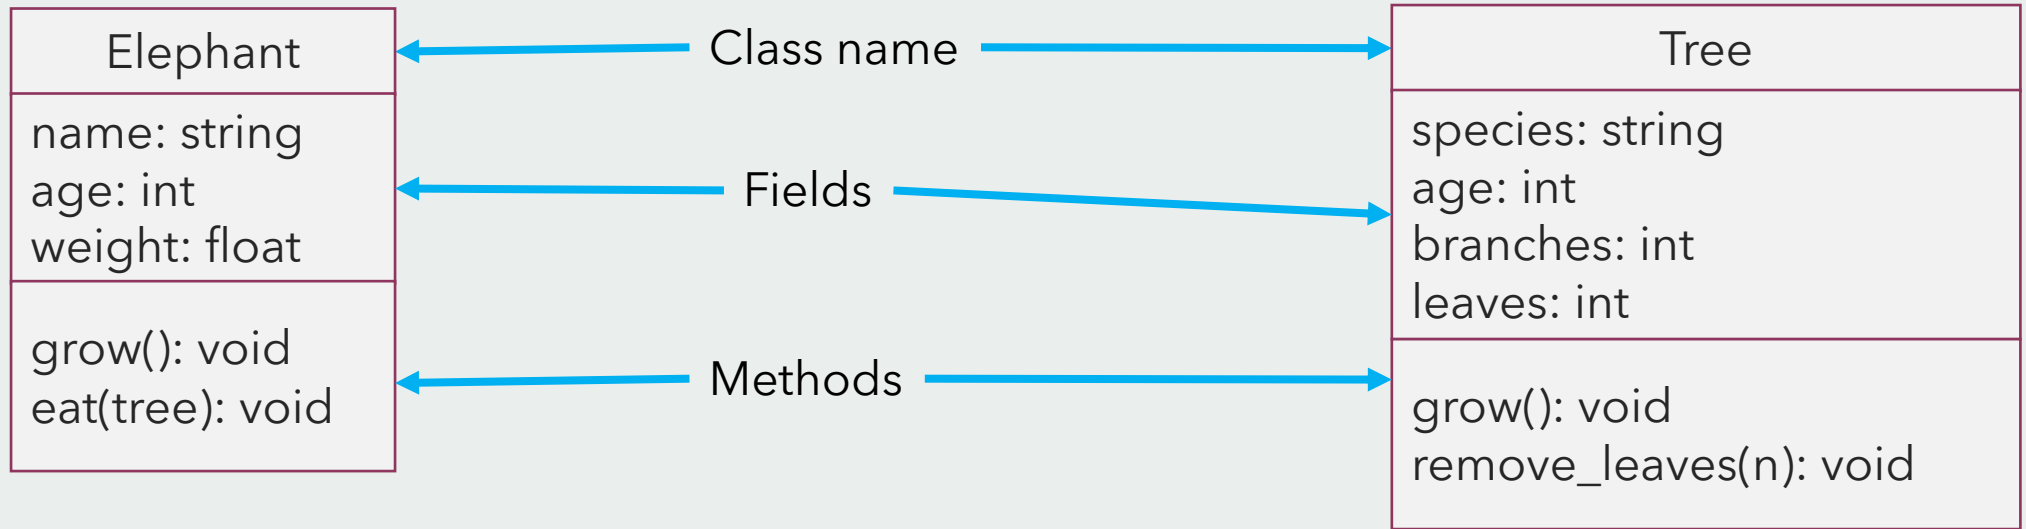 Elephant
name: string
age: int
weight: float
grow(): void
eat(tree): void
Class name
Fields
Methods
Tree
species: string
age: int
branches: int
leaves: int
grow(): void
remove_leaves(n): void